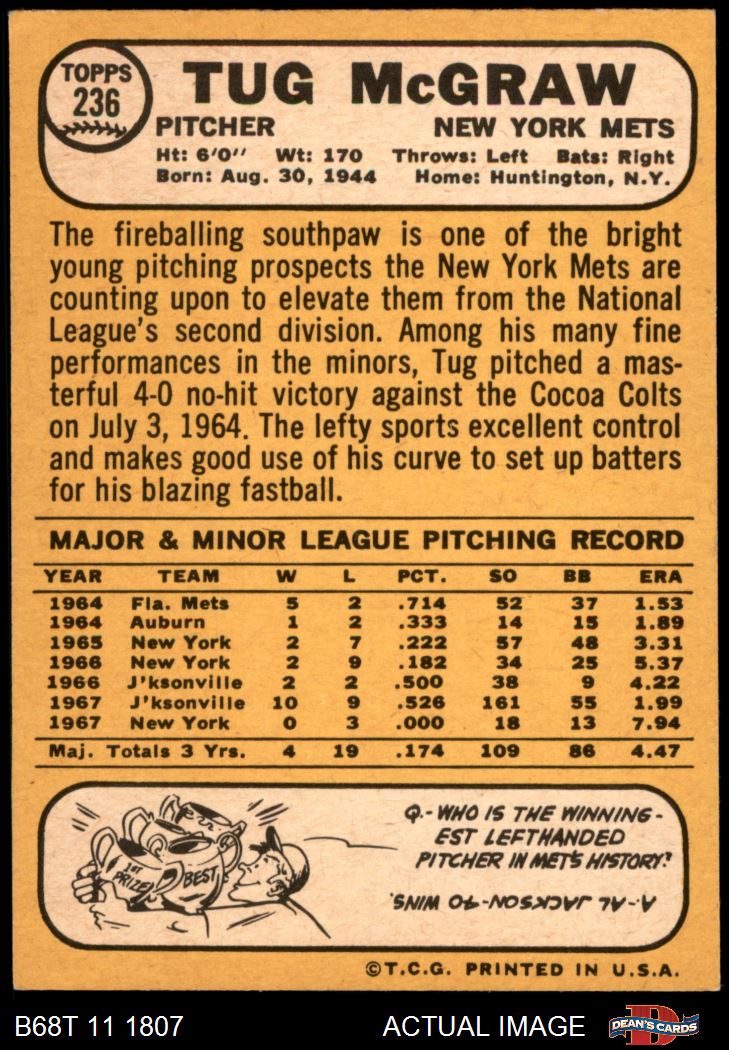 TOPPS
236
TUG McGRAW
PITCHER NEW YORK METS
Ht: 6'0" Wt: 170 Throws: Left Bats: Right
Born: Aug. 30, 1944 Home: Huntington, N.Y.
The fireballing southpaw is one of the bright
young pitching prospects the New York Mets are
counting upon to elevate them from the National
League's second division. Among his many fine
performances in the minors, Tug pitched a mas-
terful 4-0 no-hit victory against the Cocoa Colts
on July 3, 1964. The lefty sports excellent control
and makes good use of his curve to set up batters
for his blazing fastball.
MAJOR & MINOR LEAGUE PITCHING RECORD
YEAR TEAM W L PCT. SO BB ERA
1964 Fla. Mets 5 2 .714 52 37 1.53
1964 Auburn 1 2 .333 14 15 1.89
1965 New York 2 7 .222 57 48 3.31
1966 New York 2 9 .182 34 25 5.37
1966 J'ksonville 2 2 .500 38 9 4.22
1967 J'ksonville 10 9 .526 161 55 1.99
1967 New York 0 3 .000 18 13 7.94
Maj. Totals 3 Yrs. 4 19 .174 109 86 4.47
1ST
PRIZE
BEST
Q.-WHO IS THE WINNING-
EST LEFTHANDED
PITCHER IN METS HISTORY?
A.-AL JACKSON-40 WINS.
©T.C.G. PRINTED IN U.S.A.
B68T 11 1807 ACTUAL IMAGE D DEAN'S CARDS